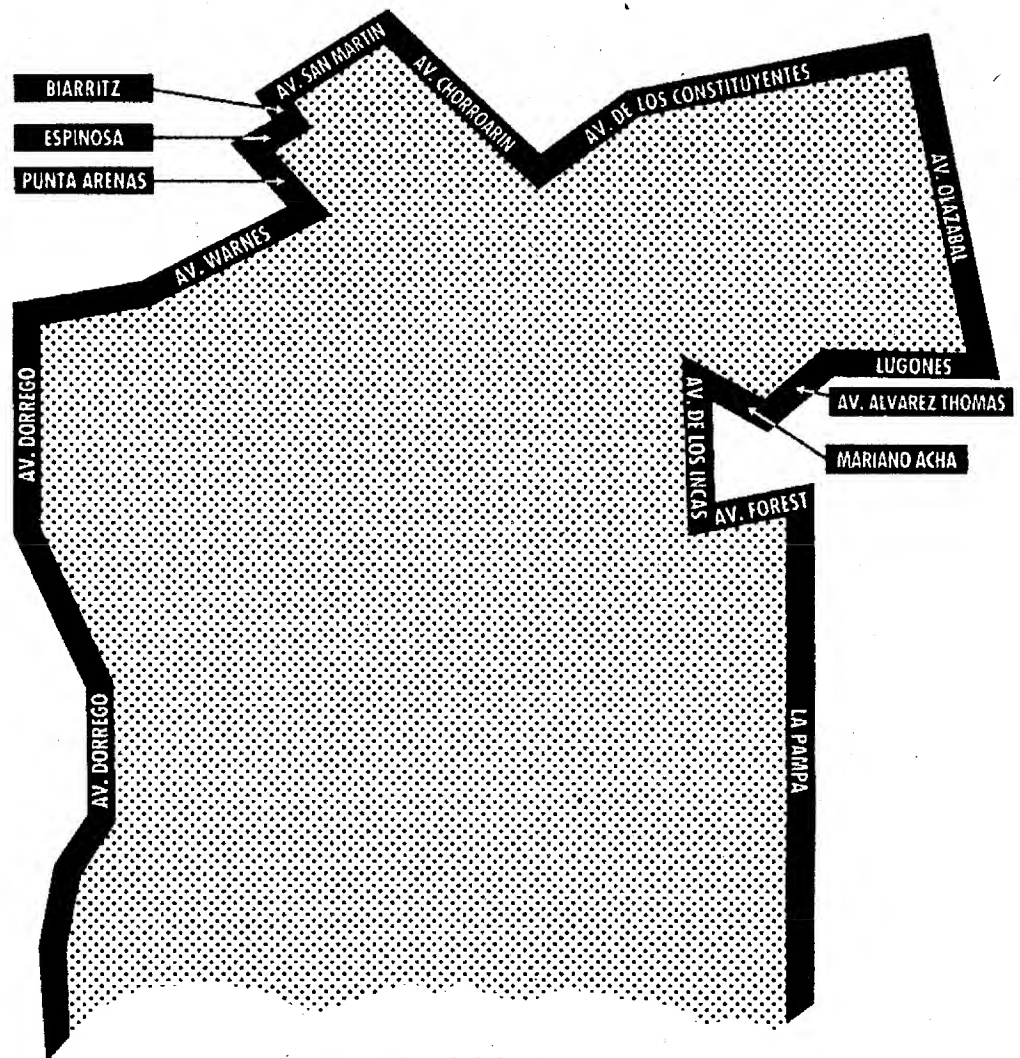 AV. SAN MARTIN
AV. CHORROARIN
AV. DE LOS CONSTITUYENTES
BIARRITZ
ESPINOSA
PUNTA ARENAS
AV. OLAZABAL
AV. WARNES
LUGONES
AV. ALVAREZ THOMAS
MARIANO ACHA
AV. DE LOS INCAS
AV. FOREST
AV. DORREGO
AV. DORREGO
LA PAMPA